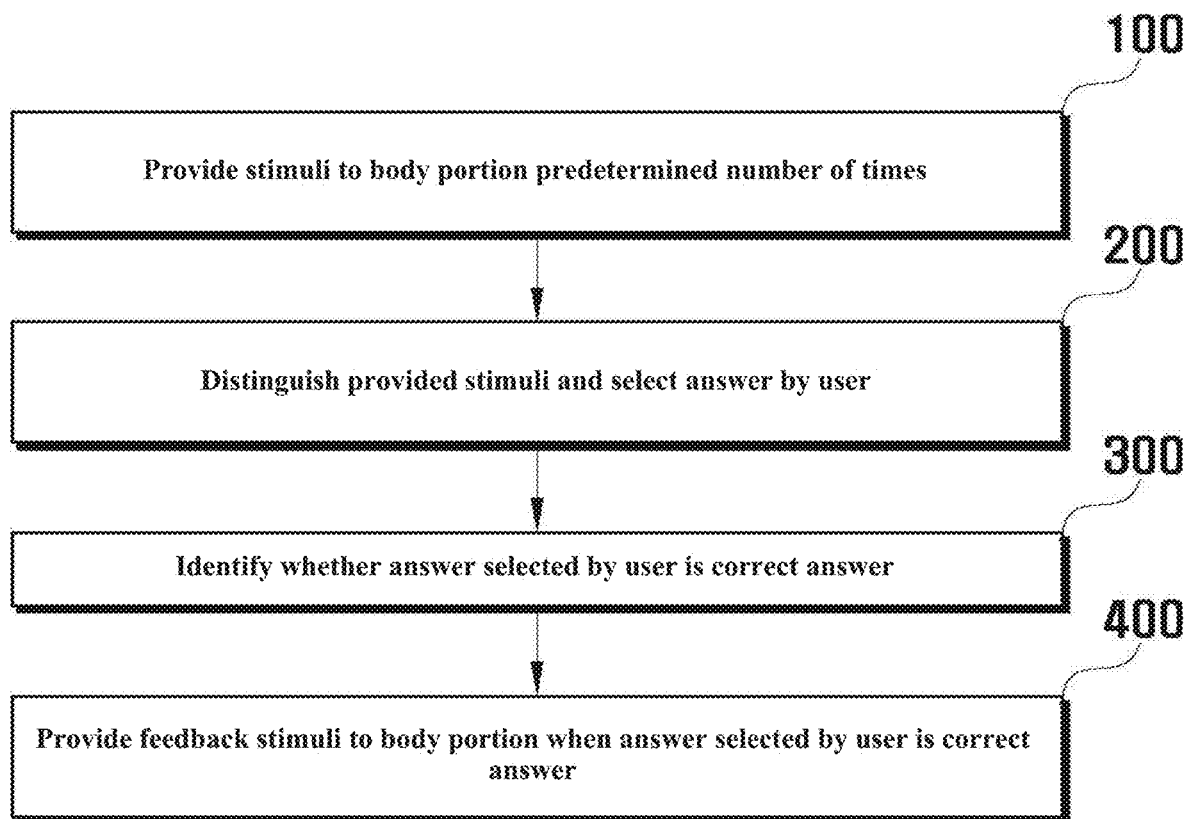 100
Provide stimuli to body portion predetermined number of times
200
Distinguish provided stimuli and select answer by user
300
Identify whether answer selected by user is correct answer
400
Provide feedback stimuli to body portion when answer selected by user is correct
answer